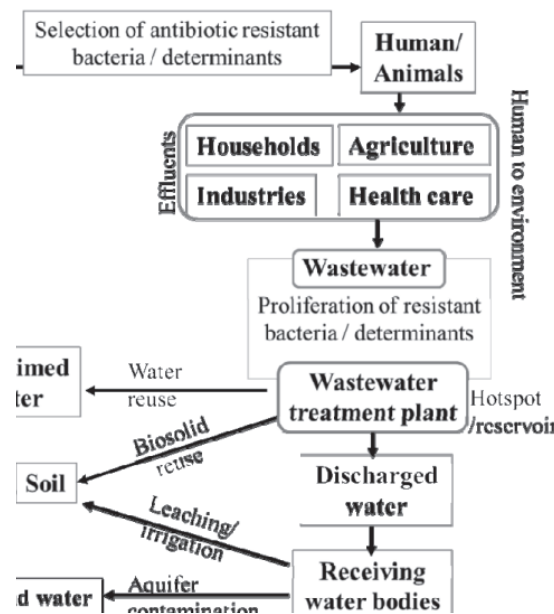 Selection of antibiotic resistant
bacteria / determinants
Human/
Animals
Human to environment
Effluents
Households
Agriculture
Industries
Health care
Wastewater
Proliferation of resistant
bacteria / determinants
Water
reuse
Wastewater
treatment plant
Hotspot
/reservoir
Biosolid
reuse
Soil
Discharged
water
Leaching/
irrigation
Receiving
water bodies
water
Aquifer
contamination